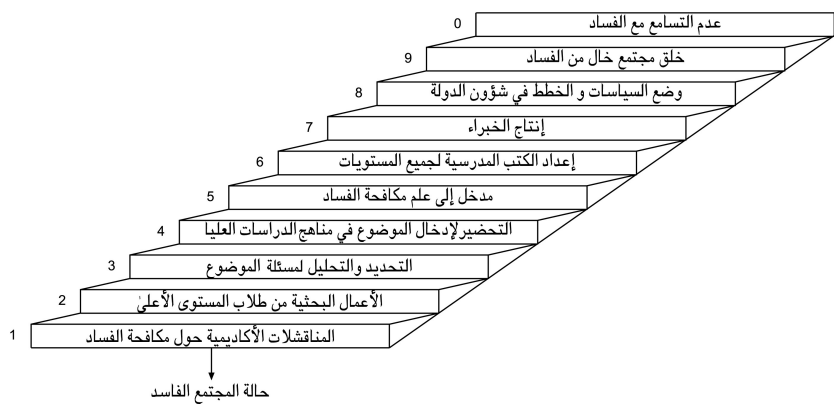 0 عدم التسامع مع الفساد
9 خلق مجتمع خال من الفساد
8 وضع السياسات و الخطط في شؤون الدولة
7 إنتاج الخبراء
6 إعداد الكتب المدرسية لجميع المستويات
5 مدخل إلى علم مكافحة الفساد
4 التحضير لإدخال الموضوع في مناهج الدراسات العليا
3 التحديد والتحليل لمسئلة الموضوع
2 الأعمال البحثية من طلاب المستوى الأعلىٰ
1 المناقشلات الأكاديمية حول مكافحة الفساد
حالة المجتمع الفاسد